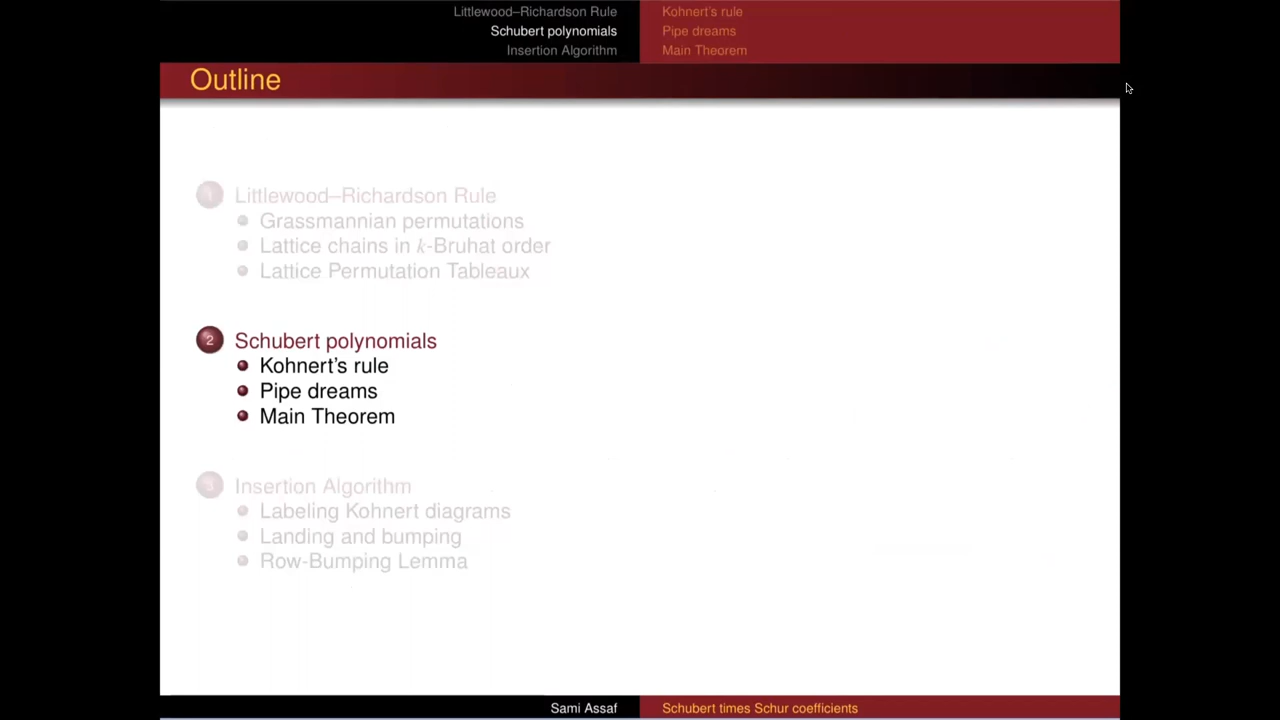 Littlewood–Richardson Rule
Schubert polynomials
Insertion Algorithm
Kohnert's rule
Pipe dreams
Main Theorem
Outline
1 Littlewood–Richardson Rule
Grassmannian permutations
Lattice chains in k-Bruhat order
Lattice Permutation Tableaux
2 Schubert polynomials
Kohnert's rule
Pipe dreams
Main Theorem
3 Insertion Algorithm
Labeling Kohnert diagrams
Landing and bumping
Row-Bumping Lemma
Sami Assaf
Schubert times Schur coefficients